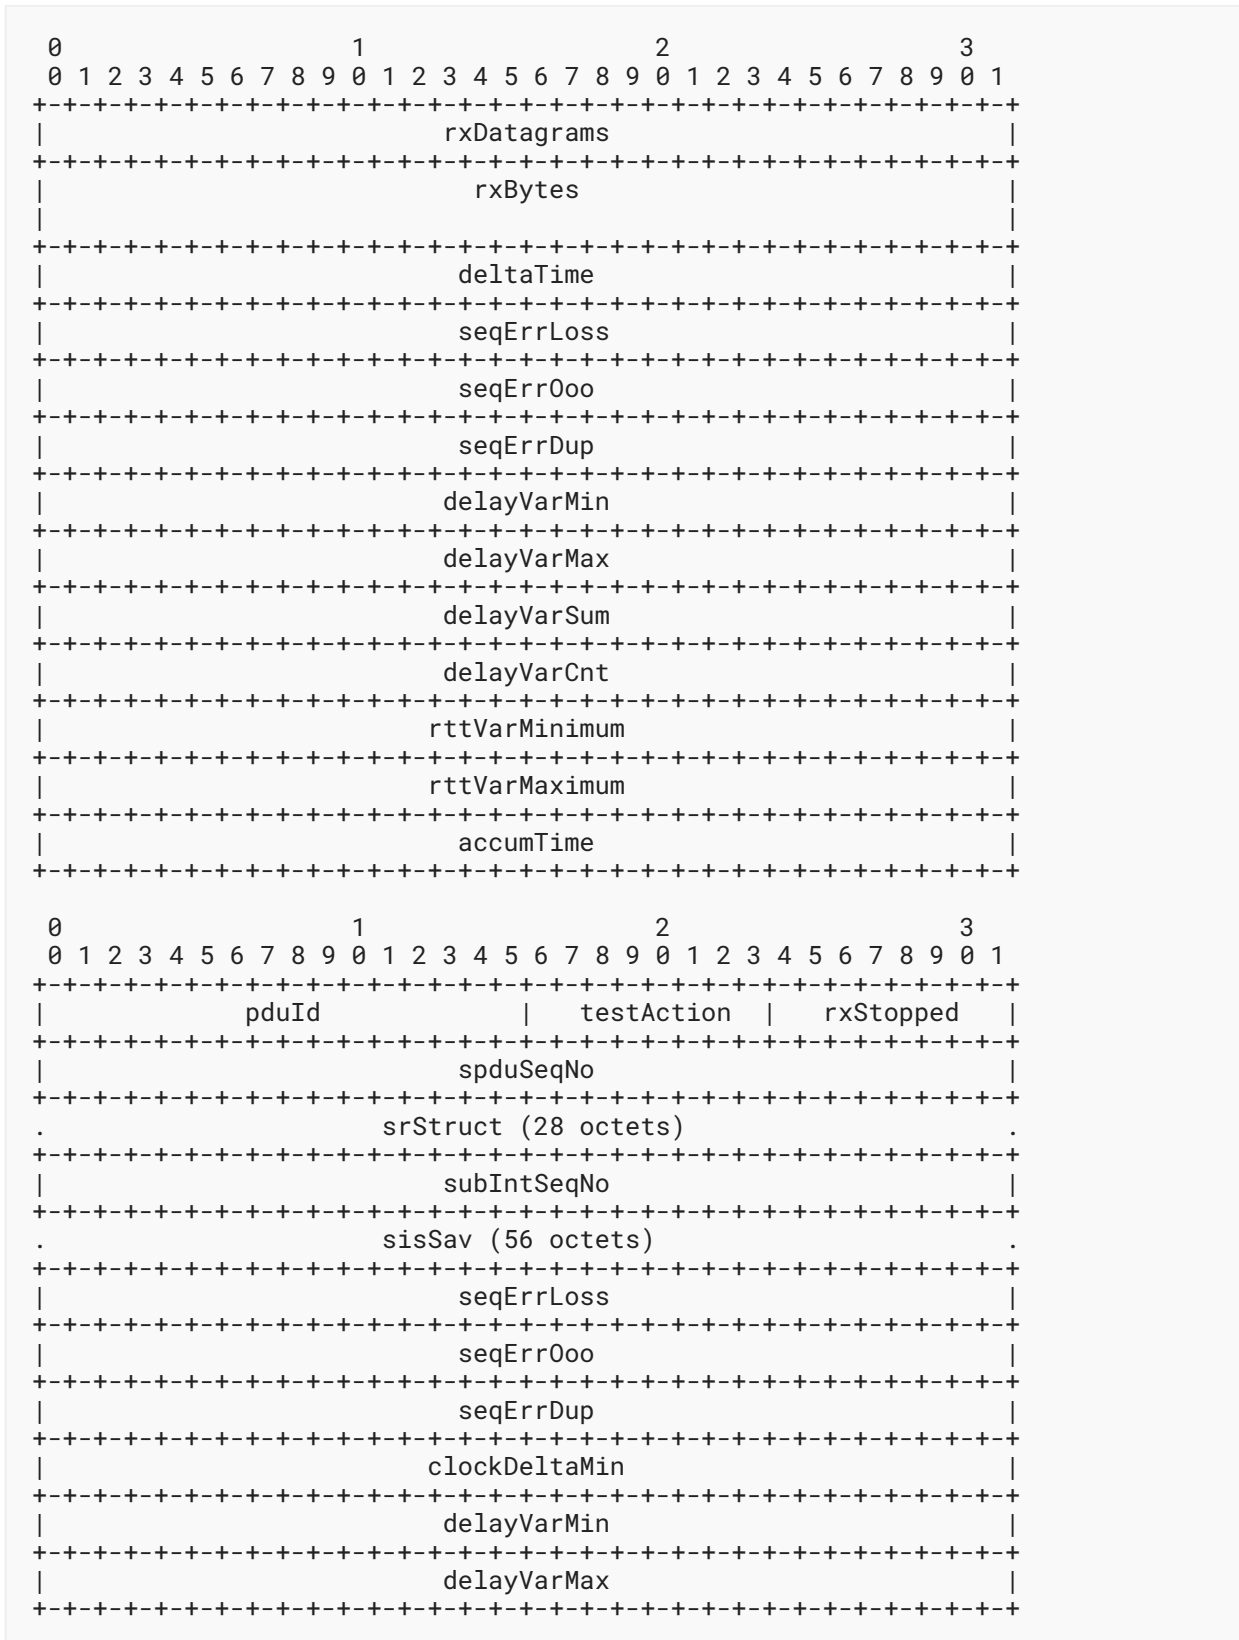 0                   1                   2                   3
 0 1 2 3 4 5 6 7 8 9 0 1 2 3 4 5 6 7 8 9 0 1 2 3 4 5 6 7 8 9 0 1
+-+-+-+-+-+-+-+-+-+-+-+-+-+-+-+-+-+-+-+-+-+-+-+-+-+-+-+-+-+-+-+-+
|                          rxDatagrams                          |
+-+-+-+-+-+-+-+-+-+-+-+-+-+-+-+-+-+-+-+-+-+-+-+-+-+-+-+-+-+-+-+-+
|                            rxBytes                            |
|                                                               |
+-+-+-+-+-+-+-+-+-+-+-+-+-+-+-+-+-+-+-+-+-+-+-+-+-+-+-+-+-+-+-+-+
|                           deltaTime                           |
+-+-+-+-+-+-+-+-+-+-+-+-+-+-+-+-+-+-+-+-+-+-+-+-+-+-+-+-+-+-+-+-+
|                           seqErrLoss                          |
+-+-+-+-+-+-+-+-+-+-+-+-+-+-+-+-+-+-+-+-+-+-+-+-+-+-+-+-+-+-+-+-+
|                           seqErrOoo                           |
+-+-+-+-+-+-+-+-+-+-+-+-+-+-+-+-+-+-+-+-+-+-+-+-+-+-+-+-+-+-+-+-+
|                           seqErrDup                           |
+-+-+-+-+-+-+-+-+-+-+-+-+-+-+-+-+-+-+-+-+-+-+-+-+-+-+-+-+-+-+-+-+
|                          delayVarMin                          |
+-+-+-+-+-+-+-+-+-+-+-+-+-+-+-+-+-+-+-+-+-+-+-+-+-+-+-+-+-+-+-+-+
|                          delayVarMax                          |
+-+-+-+-+-+-+-+-+-+-+-+-+-+-+-+-+-+-+-+-+-+-+-+-+-+-+-+-+-+-+-+-+
|                          delayVarSum                          |
+-+-+-+-+-+-+-+-+-+-+-+-+-+-+-+-+-+-+-+-+-+-+-+-+-+-+-+-+-+-+-+-+
|                          delayVarCnt                          |
+-+-+-+-+-+-+-+-+-+-+-+-+-+-+-+-+-+-+-+-+-+-+-+-+-+-+-+-+-+-+-+-+
|                         rttVarMinimum                         |
+-+-+-+-+-+-+-+-+-+-+-+-+-+-+-+-+-+-+-+-+-+-+-+-+-+-+-+-+-+-+-+-+
|                         rttVarMaximum                         |
+-+-+-+-+-+-+-+-+-+-+-+-+-+-+-+-+-+-+-+-+-+-+-+-+-+-+-+-+-+-+-+-+
|                           accumTime                           |
+-+-+-+-+-+-+-+-+-+-+-+-+-+-+-+-+-+-+-+-+-+-+-+-+-+-+-+-+-+-+-+-+

 0                   1                   2                   3
 0 1 2 3 4 5 6 7 8 9 0 1 2 3 4 5 6 7 8 9 0 1 2 3 4 5 6 7 8 9 0 1
+-+-+-+-+-+-+-+-+-+-+-+-+-+-+-+-+-+-+-+-+-+-+-+-+-+-+-+-+-+-+-+-+
|             pduId             |   testAction  |   rxStopped   |
+-+-+-+-+-+-+-+-+-+-+-+-+-+-+-+-+-+-+-+-+-+-+-+-+-+-+-+-+-+-+-+-+
|                           spduSeqNo                           |
+-+-+-+-+-+-+-+-+-+-+-+-+-+-+-+-+-+-+-+-+-+-+-+-+-+-+-+-+-+-+-+-+
.                      srStruct (28 octets)                     .
+-+-+-+-+-+-+-+-+-+-+-+-+-+-+-+-+-+-+-+-+-+-+-+-+-+-+-+-+-+-+-+-+
|                          subIntSeqNo                          |
+-+-+-+-+-+-+-+-+-+-+-+-+-+-+-+-+-+-+-+-+-+-+-+-+-+-+-+-+-+-+-+-+
.                      sisSav (56 octets)                       .
+-+-+-+-+-+-+-+-+-+-+-+-+-+-+-+-+-+-+-+-+-+-+-+-+-+-+-+-+-+-+-+-+
|                           seqErrLoss                          |
+-+-+-+-+-+-+-+-+-+-+-+-+-+-+-+-+-+-+-+-+-+-+-+-+-+-+-+-+-+-+-+-+
|                           seqErrOoo                           |
+-+-+-+-+-+-+-+-+-+-+-+-+-+-+-+-+-+-+-+-+-+-+-+-+-+-+-+-+-+-+-+-+
|                           seqErrDup                           |
+-+-+-+-+-+-+-+-+-+-+-+-+-+-+-+-+-+-+-+-+-+-+-+-+-+-+-+-+-+-+-+-+
|                         clockDeltaMin                         |
+-+-+-+-+-+-+-+-+-+-+-+-+-+-+-+-+-+-+-+-+-+-+-+-+-+-+-+-+-+-+-+-+
|                          delayVarMin                          |
+-+-+-+-+-+-+-+-+-+-+-+-+-+-+-+-+-+-+-+-+-+-+-+-+-+-+-+-+-+-+-+-+
|                          delayVarMax                          |
+-+-+-+-+-+-+-+-+-+-+-+-+-+-+-+-+-+-+-+-+-+-+-+-+-+-+-+-+-+-+-+-+